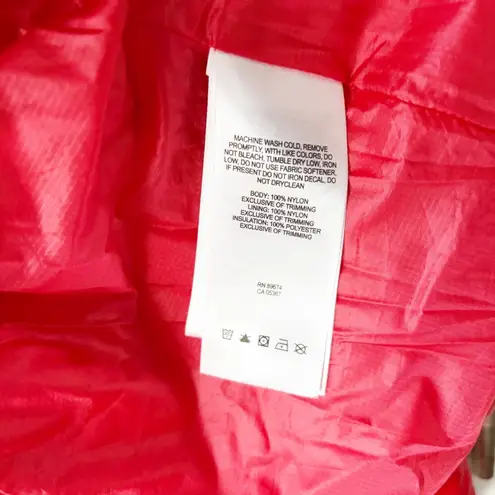 MACHINE WASH COLD, REMOVE
PROMPTLY, WITH LIKE COLORS, DO
NOT BLEACH, TUMBLE DRY LOW, IRON
LOW, DO NOT USE FABRIC SOFTENER.
IF PRESENT DO NOT IRON DECAL, DO
NOT DRYCLEAN
BODY: 100% NYLON
EXCLUSIVE OF TRIMMING
LINING: 100% NYLON
EXCLUSIVE OF TRIMMING
INSULATION: 100% POLYESTER
EXCLUSIVE OF TRIMMING
RN 89674
CA 05367